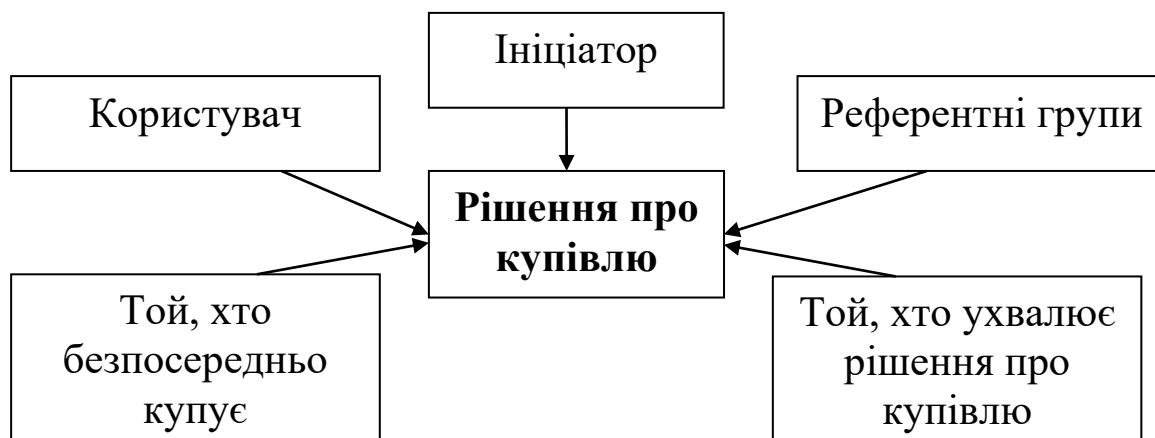 Ініціатор
Користувач
Референтні групи
Рішення про
купівлю
Той, хто
безпосередньо
купує
Той, хто ухвалює
рішення про
купівлю